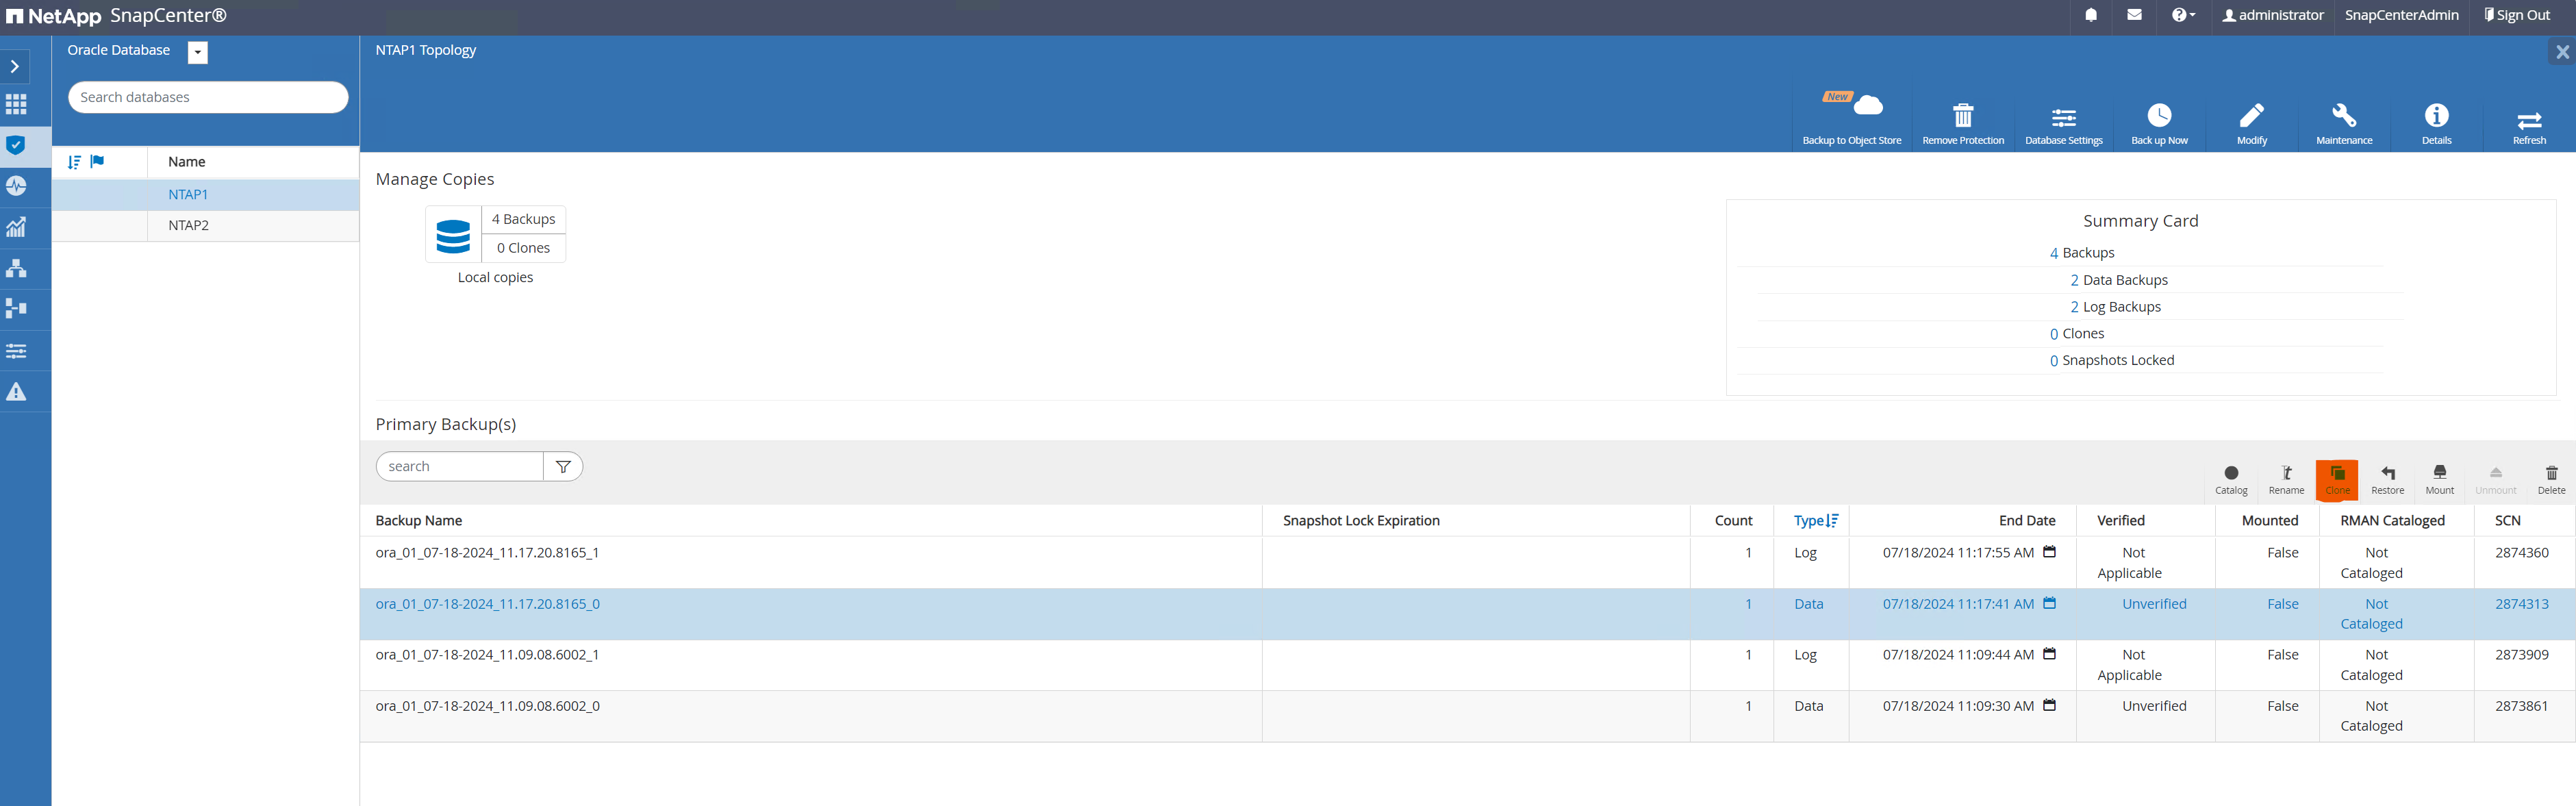 NetApp SnapCenter®
administrator SnapCenterAdmin Sign Out
Oracle Database
NTAP1 Topology
Search databases
New
Backup to Object Store Remove Protection Database Settings Back up Now Modify Maintenance Details Refresh
Name
NTAP1
NTAP2
Manage Copies
4 Backups
0 Clones
Local copies
Summary Card
4 Backups
2 Data Backups
2 Log Backups
0 Clones
0 Snapshots Locked
Primary Backup(s)
search
Catalog Rename Clone Restore Mount Unmount Delete
Backup Name Snapshot Lock Expiration Count Type End Date Verified Mounted RMAN Cataloged SCN
ora_01_07-18-2024_11.17.20.8165_1 1 Log 07/18/2024 11:17:55 AM Not Applicable False Not Cataloged 2874360
ora_01_07-18-2024_11.17.20.8165_0 1 Data 07/18/2024 11:17:41 AM Unverified False Not Cataloged 2874313
ora_01_07-18-2024_11.09.08.6002_1 1 Log 07/18/2024 11:09:44 AM Not Applicable False Not Cataloged 2873909
ora_01_07-18-2024_11.09.08.6002_0 1 Data 07/18/2024 11:09:30 AM Unverified False Not Cataloged 2873861